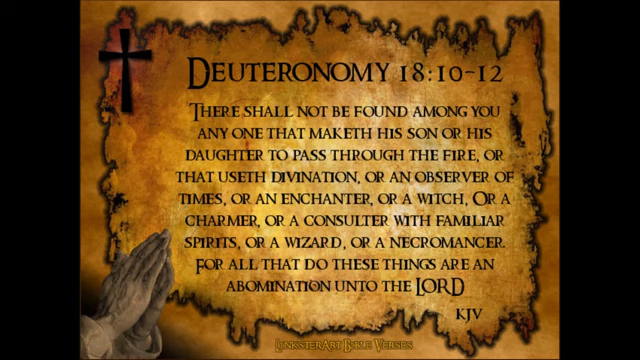 Deuteronomy 18:10-12
There shall not be found among you
any one that maketh his son or his
daughter to pass through the fire, or
that useth divination, or an observer of
times, or an enchanter, or a witch, Or a
charmer, or a consulter with familiar
spirits, or a wizard, or a necromancer.
For all that do these things are an
abomination unto the LORD
KJV
LinksterArt Bible Verses